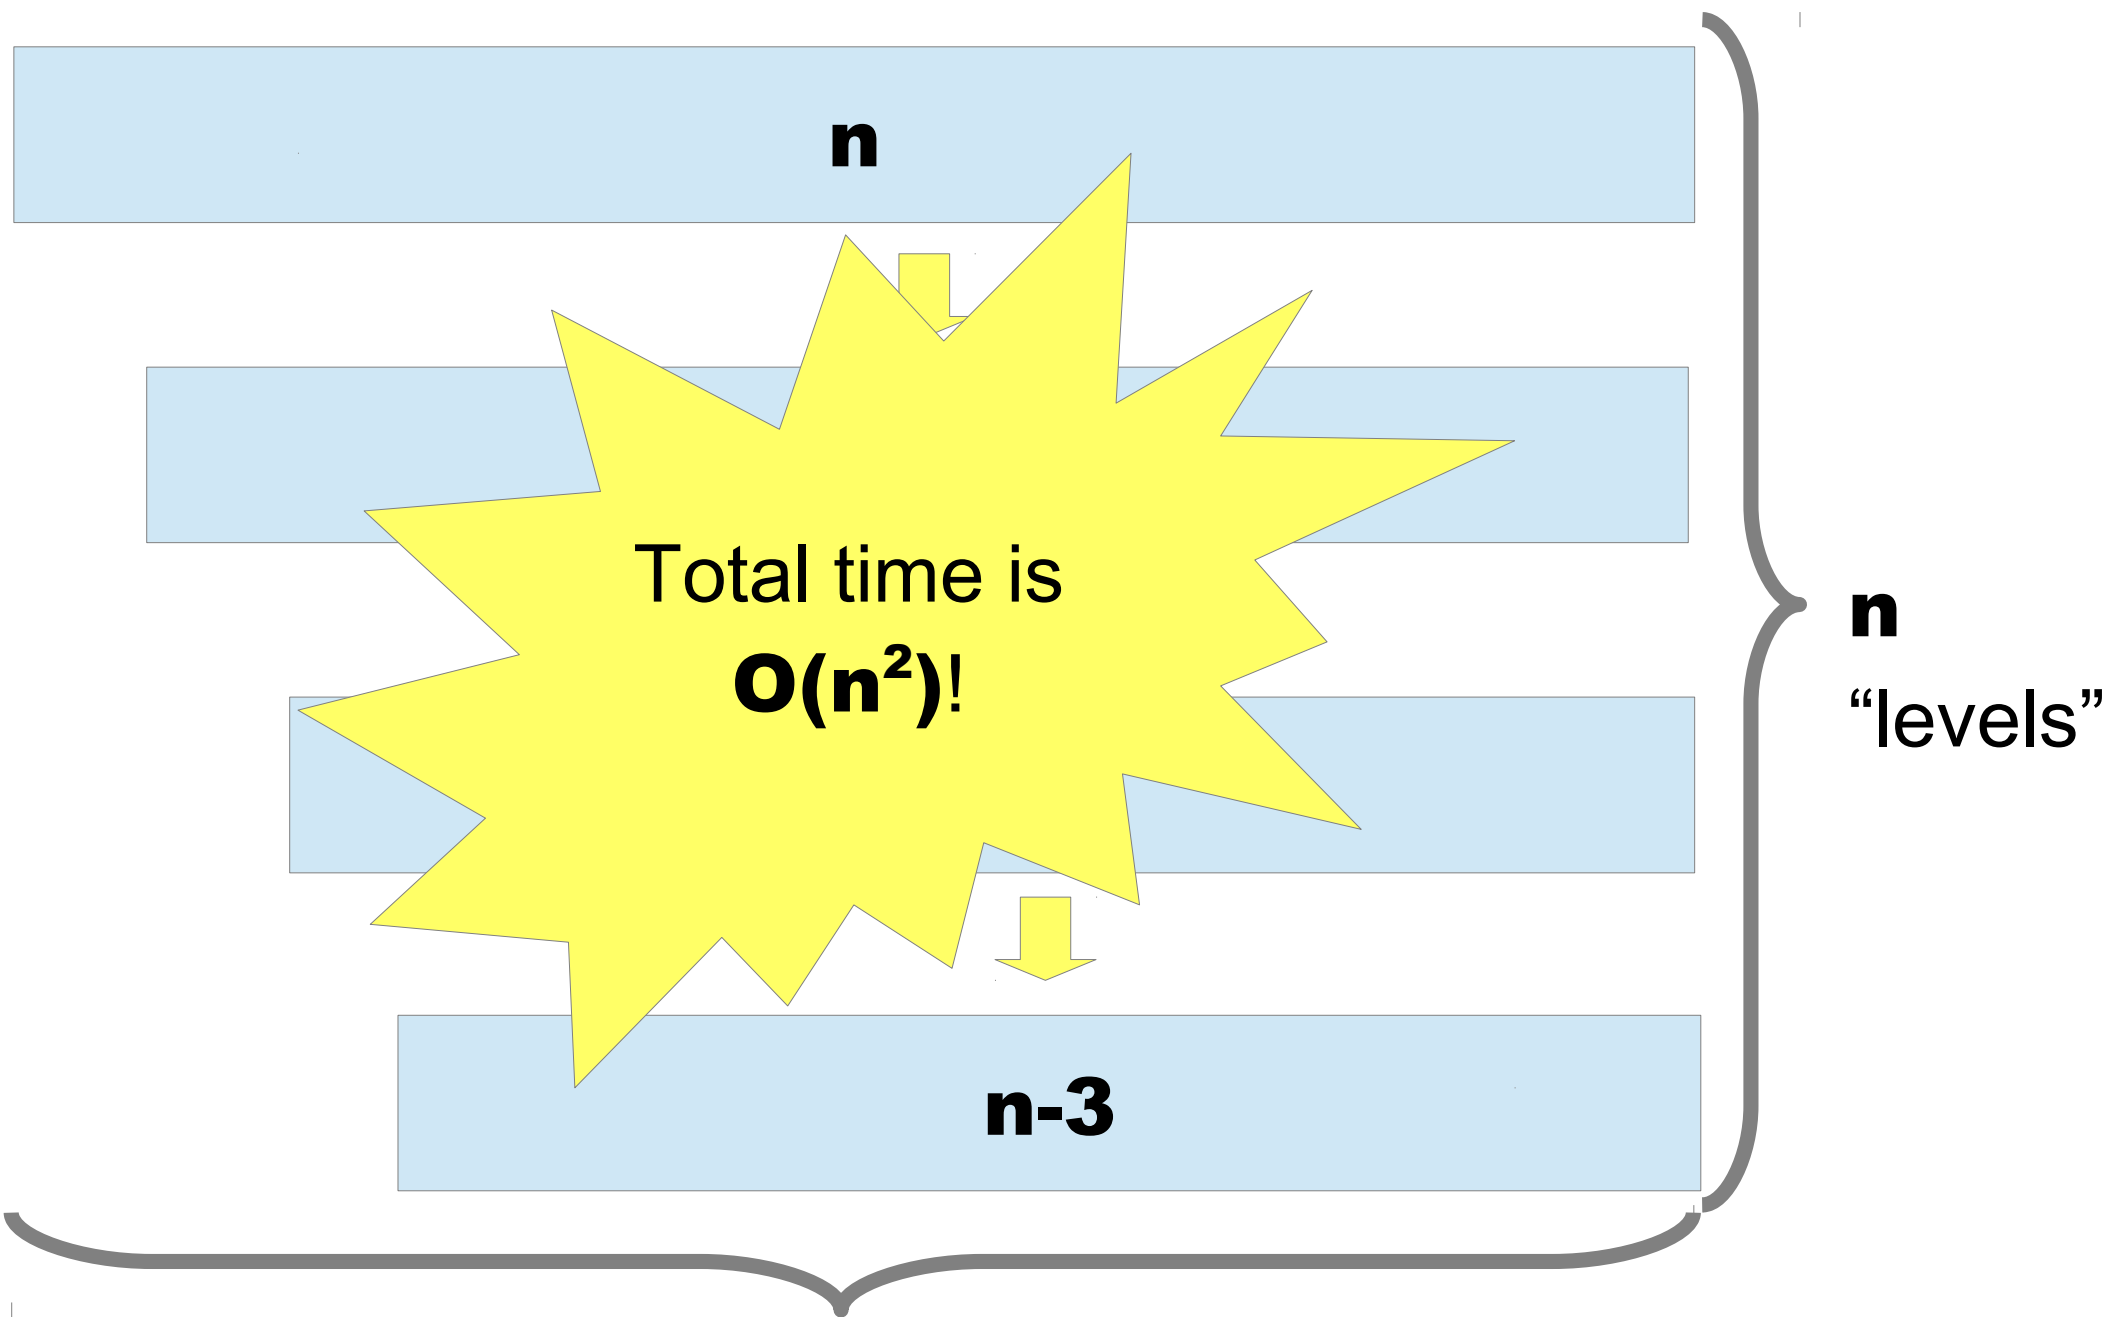 n
Total time is
O(n²)!
n
“levels”
n-3